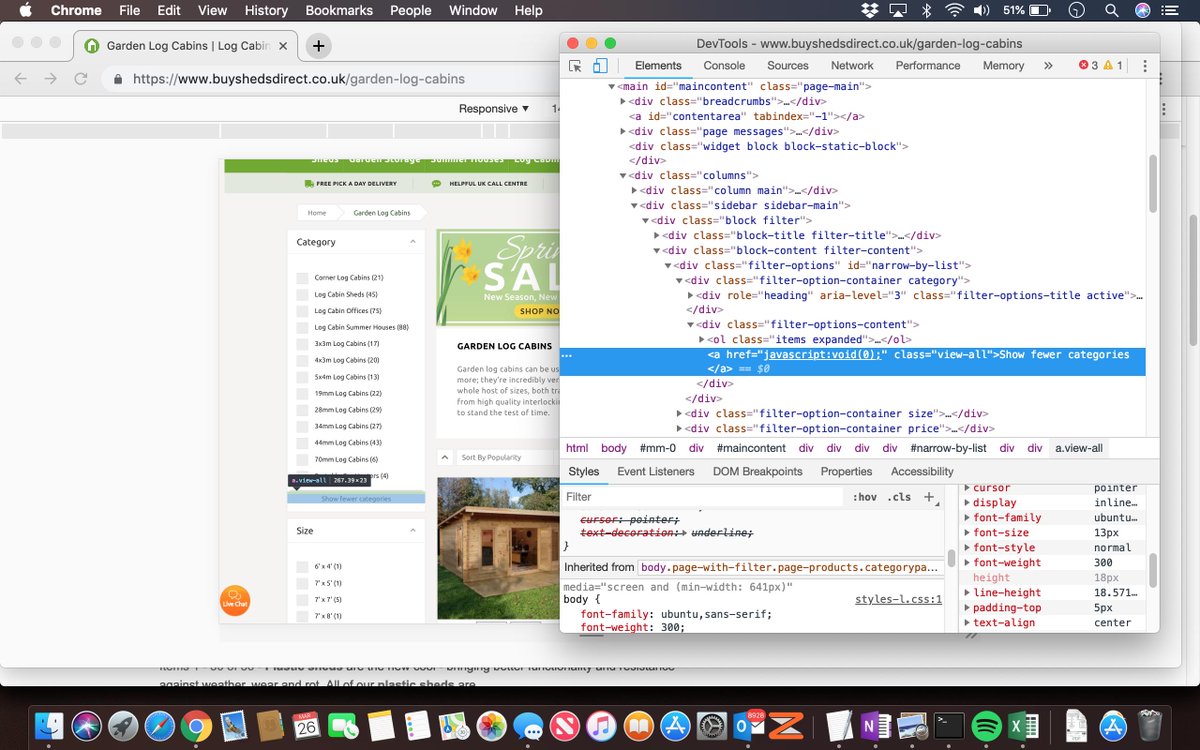 Chrome File Edit View History Bookmarks People Window Help 51%
Garden Log Cabins | Log Cabin
https://www.buyshedsdirect.co.uk/garden-log-cabins
Responsive ▼
Sheds Garden Storage Summer Houses Log Cabin
FREE PICK A DAY DELIVERY HELPFUL UK CALL CENTRE
Home Garden Log Cabins
Category
Corner Log Cabins (21)
Log Cabin Sheds (45)
Log Cabin Offices (75)
Log Cabin Summer Houses (88)
3x3m Log Cabins (17)
4x3m Log Cabins (20)
5x4m Log Cabins (13)
19mm Log Cabins (22)
28mm Log Cabins (29)
34mm Log Cabins (27)
44mm Log Cabins (43)
70mm Log Cabins (6)
(4)
a.view-all | 267.39×23
Show fewer categories
Size
6' x 4' (1)
7' x 5' (1)
7' x 7' (5)
7' x 8' (1)
Live Chat
Sprin
SAL
New Season, New
SHOP NO
GARDEN LOG CABINS
Garden log cabins can be us
more; they're incredibly ver
whole host of sizes, both tra
from high quality interlockin
to stand the test of time.
Sort By Popularity
DevTools - www.buyshedsdirect.co.uk/garden-log-cabins
Elements Console Sources Network Performance Memory » 3 1
▼<main id="maincontent" class="page-main">
▶<div class="breadcrumbs">…</div>
<a id="contentarea" tabindex="-1"></a>
▶<div class="page messages">…</div>
<div class="widget block block-static-block">
</div>
▼<div class="columns">
▶<div class="column main">…</div>
▼<div class="sidebar sidebar-main">
▼<div class="block filter">
▶<div class="block-title filter-title">…</div>
▼<div class="block-content filter-content">
▼<div class="filter-options" id="narrow-by-list">
▼<div class="filter-option-container category">
▶<div role="heading" aria-level="3" class="filter-options-title active">…
</div>
▼<div class="filter-options-content">
▶<ol class="items expanded">…</ol>
<a href="javascript:void(0);" class="view-all">Show fewer categories
</a> == $0
</div>
</div>
▶<div class="filter-option-container size">…</div>
▶<div class="filter-option-container price">…</div>
html body #mm-0 div #maincontent div div div #narrow-by-list div div a.view-all
Styles Event Listeners DOM Breakpoints Properties Accessibility
Filter :hov .cls +
cursor: pointer;
text-decoration:▶ underline;
}
Inherited from body.page-with-filter.page-products.categorypa…
media="screen and (min-width: 641px)"
body { styles-l.css:1
font-family: ubuntu,sans-serif;
font-weight: 300;
▶cursor pointer
▶display inline…
▶font-family ubuntu…
▶font-size 13px
▶font-style normal
▶font-weight 300
height 18px
▶line-height 18.571…
▶padding-top 5px
▶text-align center
against weather, wear and rot. All of our plastic sheds are
MAR
26
8928